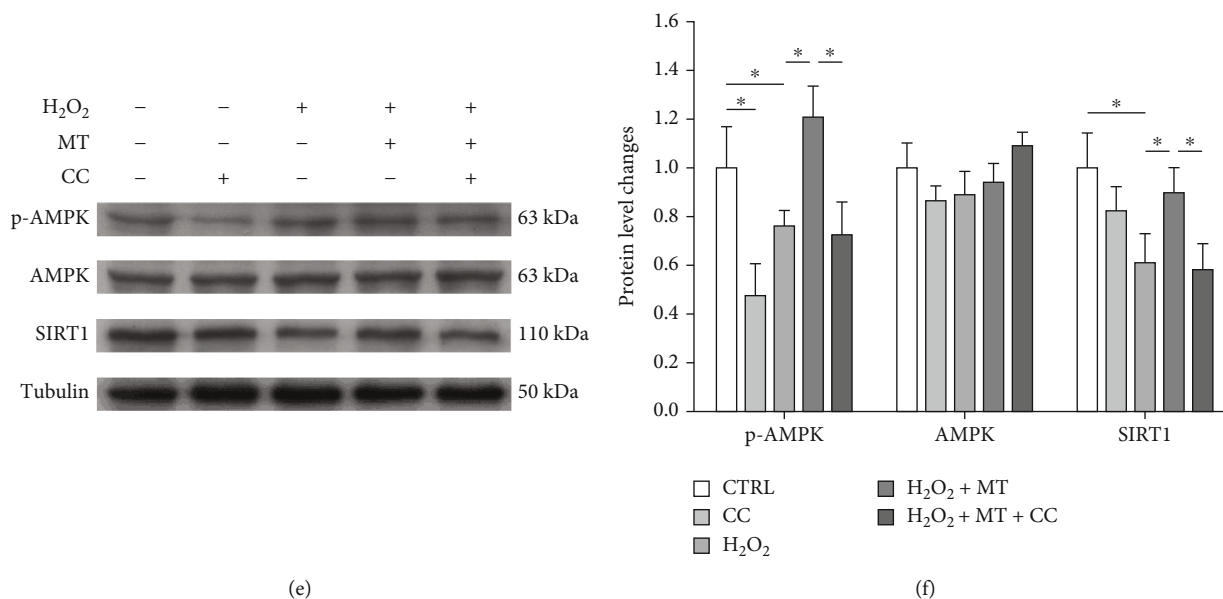 H₂O₂ – – + + +
MT – – – + +
CC – + – – +
p-AMPK 63 kDa
AMPK 63 kDa
SIRT1 110 kDa
Tubulin 50 kDa
(e)
Protein level changes
1.6
1.4
1.2
1.0
0.8
0.6
0.4
0.2
0.0
* * * *
* * *
p-AMPK AMPK SIRT1
CTRL
CC
H₂O₂
H₂O₂ + MT
H₂O₂ + MT + CC
(f)